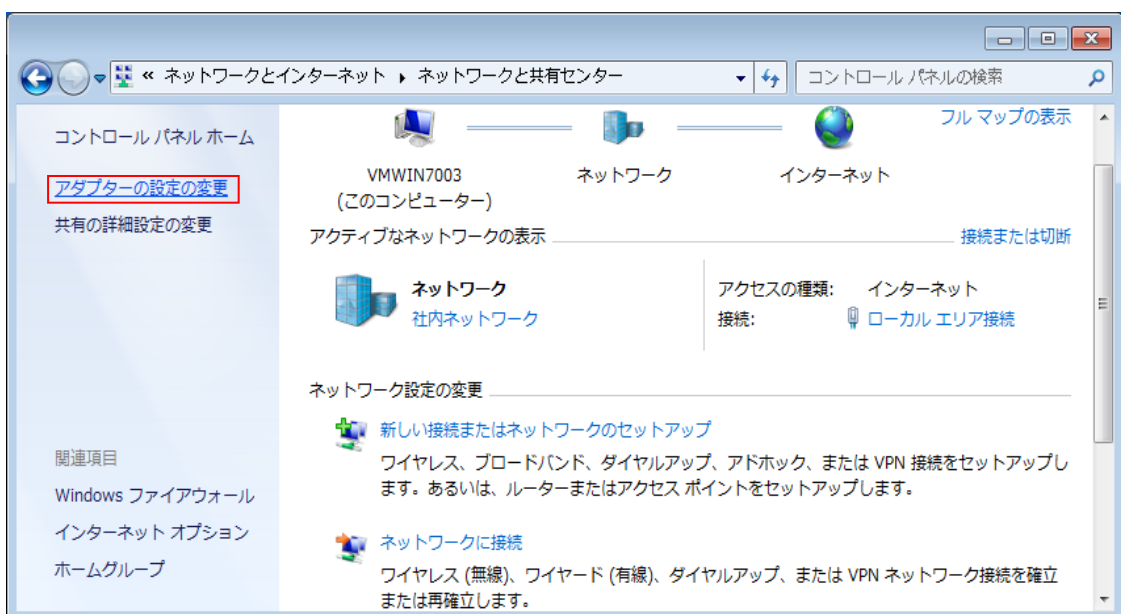 « ネットワークとインターネット ▸ ネットワークと共有センター
コントロール パネルの検索
コントロール パネル ホーム
アダプターの設定の変更
共有の詳細設定の変更
フル マップの表示
VMWIN7003
(このコンピューター)
ネットワーク
インターネット
アクティブなネットワークの表示
接続または切断
ネットワーク
社内ネットワーク
アクセスの種類: インターネット
接続: ローカル エリア接続
ネットワーク設定の変更
新しい接続またはネットワークのセットアップ
ワイヤレス、ブロードバンド、ダイヤルアップ、アドホック、または VPN 接続をセットアップし
ます。あるいは、ルーターまたはアクセス ポイントをセットアップします。
ネットワークに接続
ワイヤレス (無線)、ワイヤード (有線)、ダイヤルアップ、または VPN ネットワーク接続を確立
または再確立します。
関連項目
Windows ファイアウォール
インターネット オプション
ホームグループ